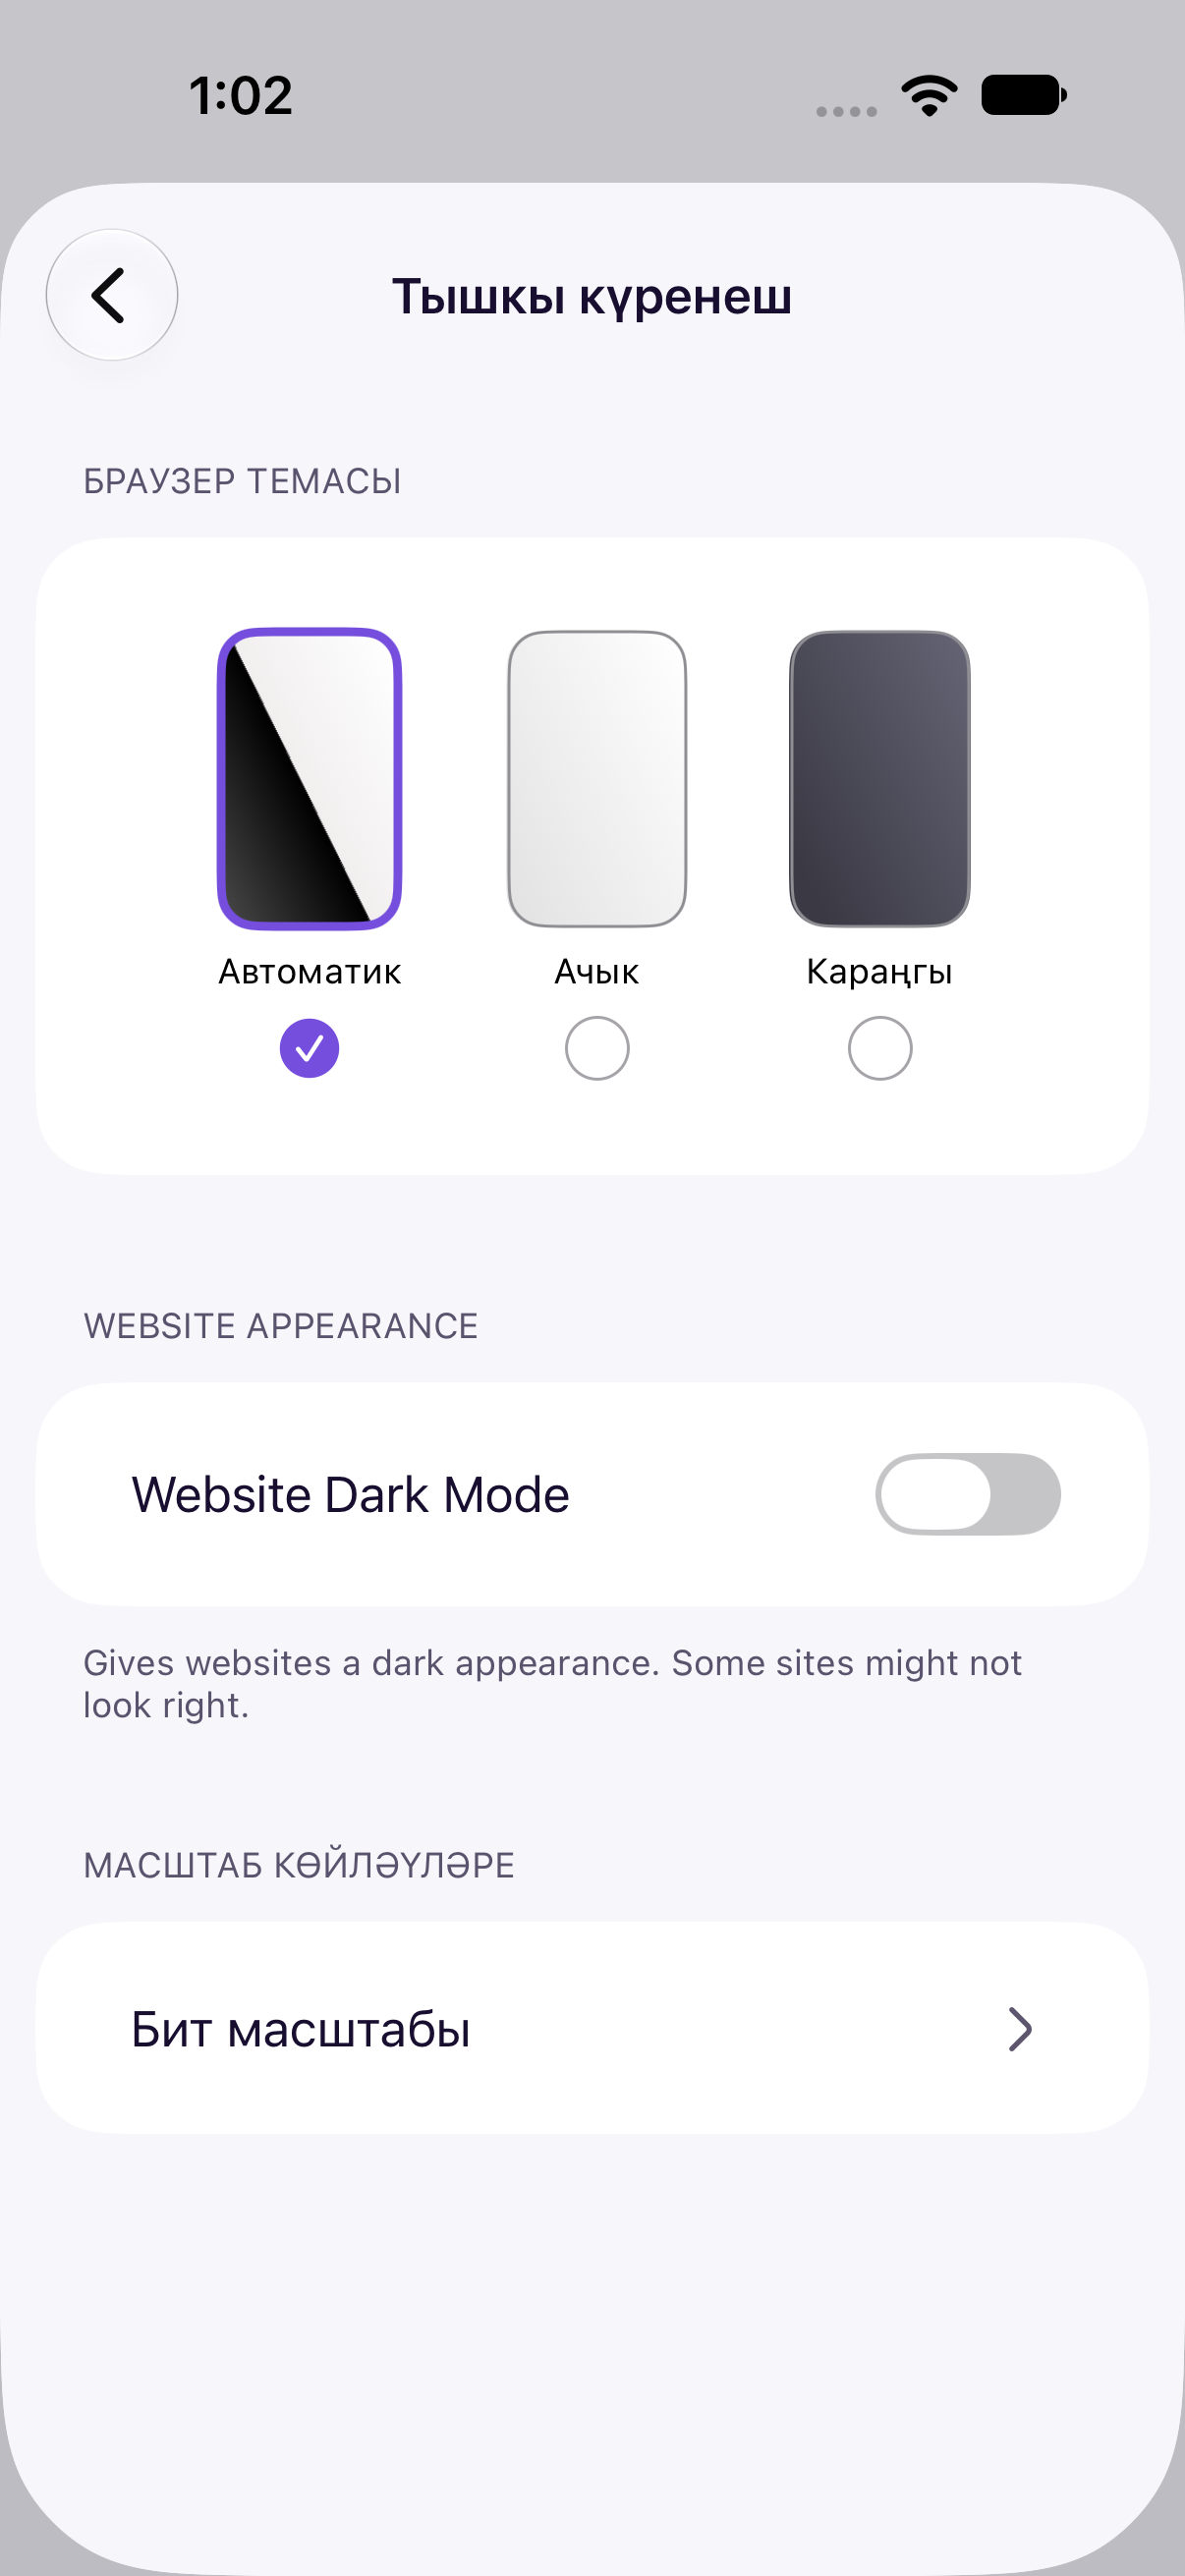 1:02
Тышкы күренеш
БРАУЗЕР ТЕМАСЫ
Автоматик
Ачык
Караңгы
WEBSITE APPEARANCE
Website Dark Mode
Gives websites a dark appearance. Some sites might not
look right.
МАСШТАБ КӨЙЛӘҮЛӘРЕ
Бит масштабы